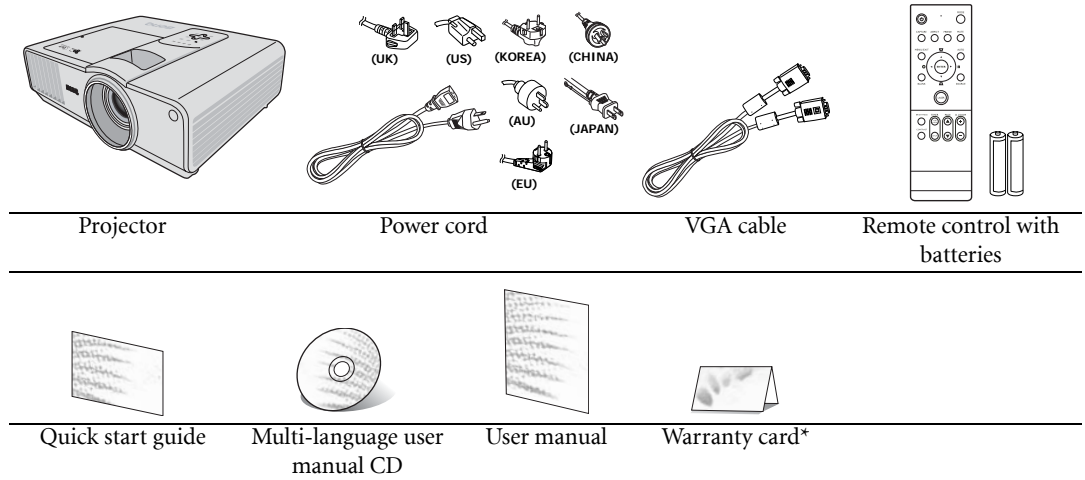 (UK) (US) (KOREA) (CHINA)
(AU) (JAPAN)
(EU)
Projector Power cord VGA cable Remote control with
batteries
Quick start guide Multi-language user User manual Warranty card*
manual CD